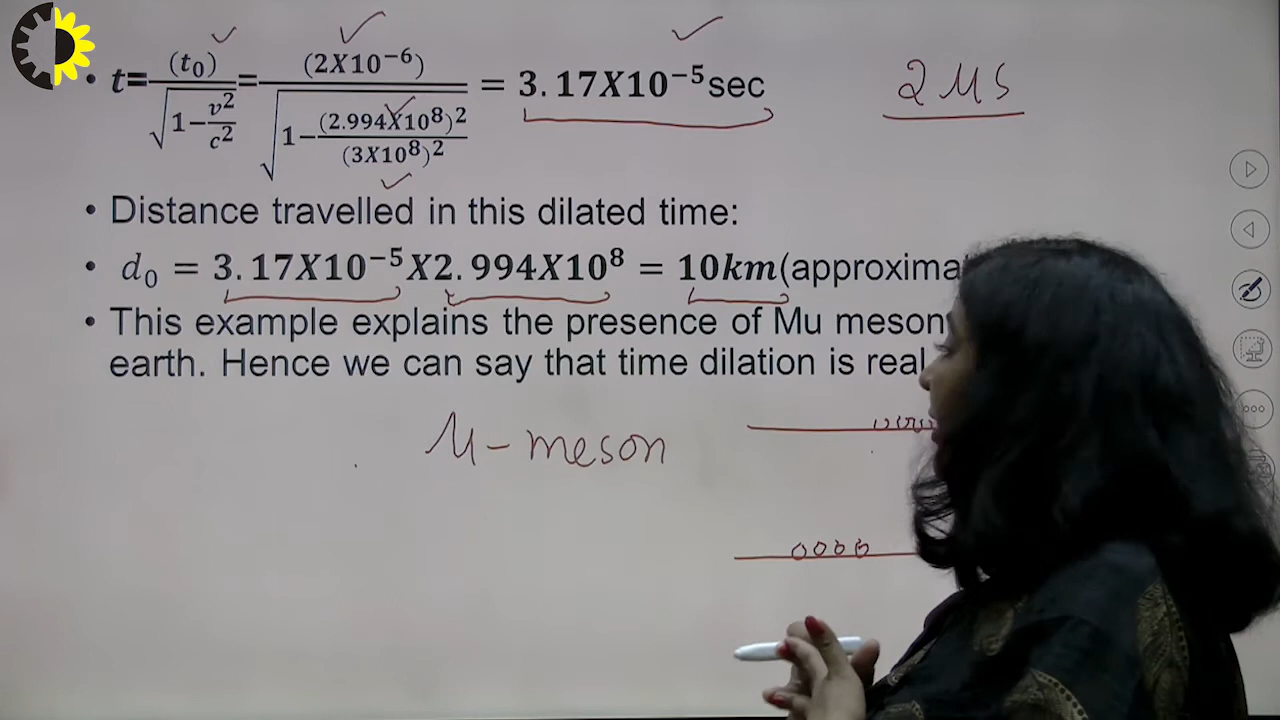 • t=(t₀)/√(1−v²/c²)=(2X10⁻⁶)/√(1−(2.994X10⁸)²/(3X10⁸)²) = 3.17X10⁻⁵sec
2 μs
• Distance travelled in this dilated time:
• d₀ = 3.17X10⁻⁵X2.994X10⁸ = 10km(
• This example explains the presence of Mu meson
earth. Hence we can say that time dilation is real
μ-meson